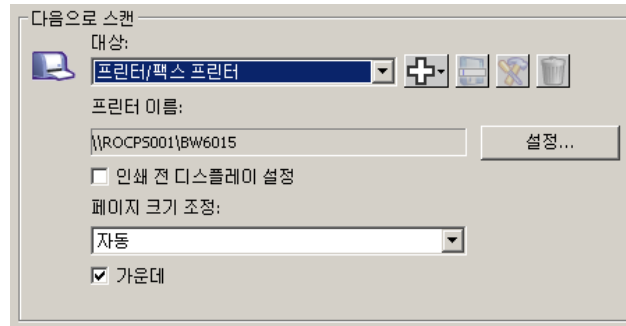 다음으로 스캔
대상:
프린터/팩스 프린터
프린터 이름:
\\ROCPS001\BW6015
설정...
인쇄 전 디스플레이 설정
페이지 크기 조정:
자동
가운데